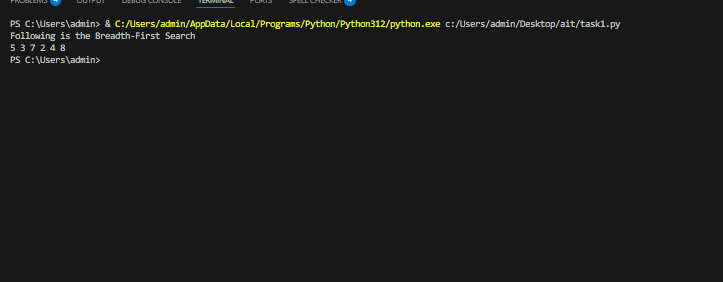 PROBLEMS 4 OUTPUT DEBUG CONSOLE TERMINAL PORTS SPELL CHECKER 4
PS C:\Users\admin> & C:/Users/admin/AppData/Local/Programs/Python/Python312/python.exe c:/Users/admin/Desktop/ait/task1.py
Following is the Breadth-First Search
5 3 7 2 4 8
PS C:\Users\admin>